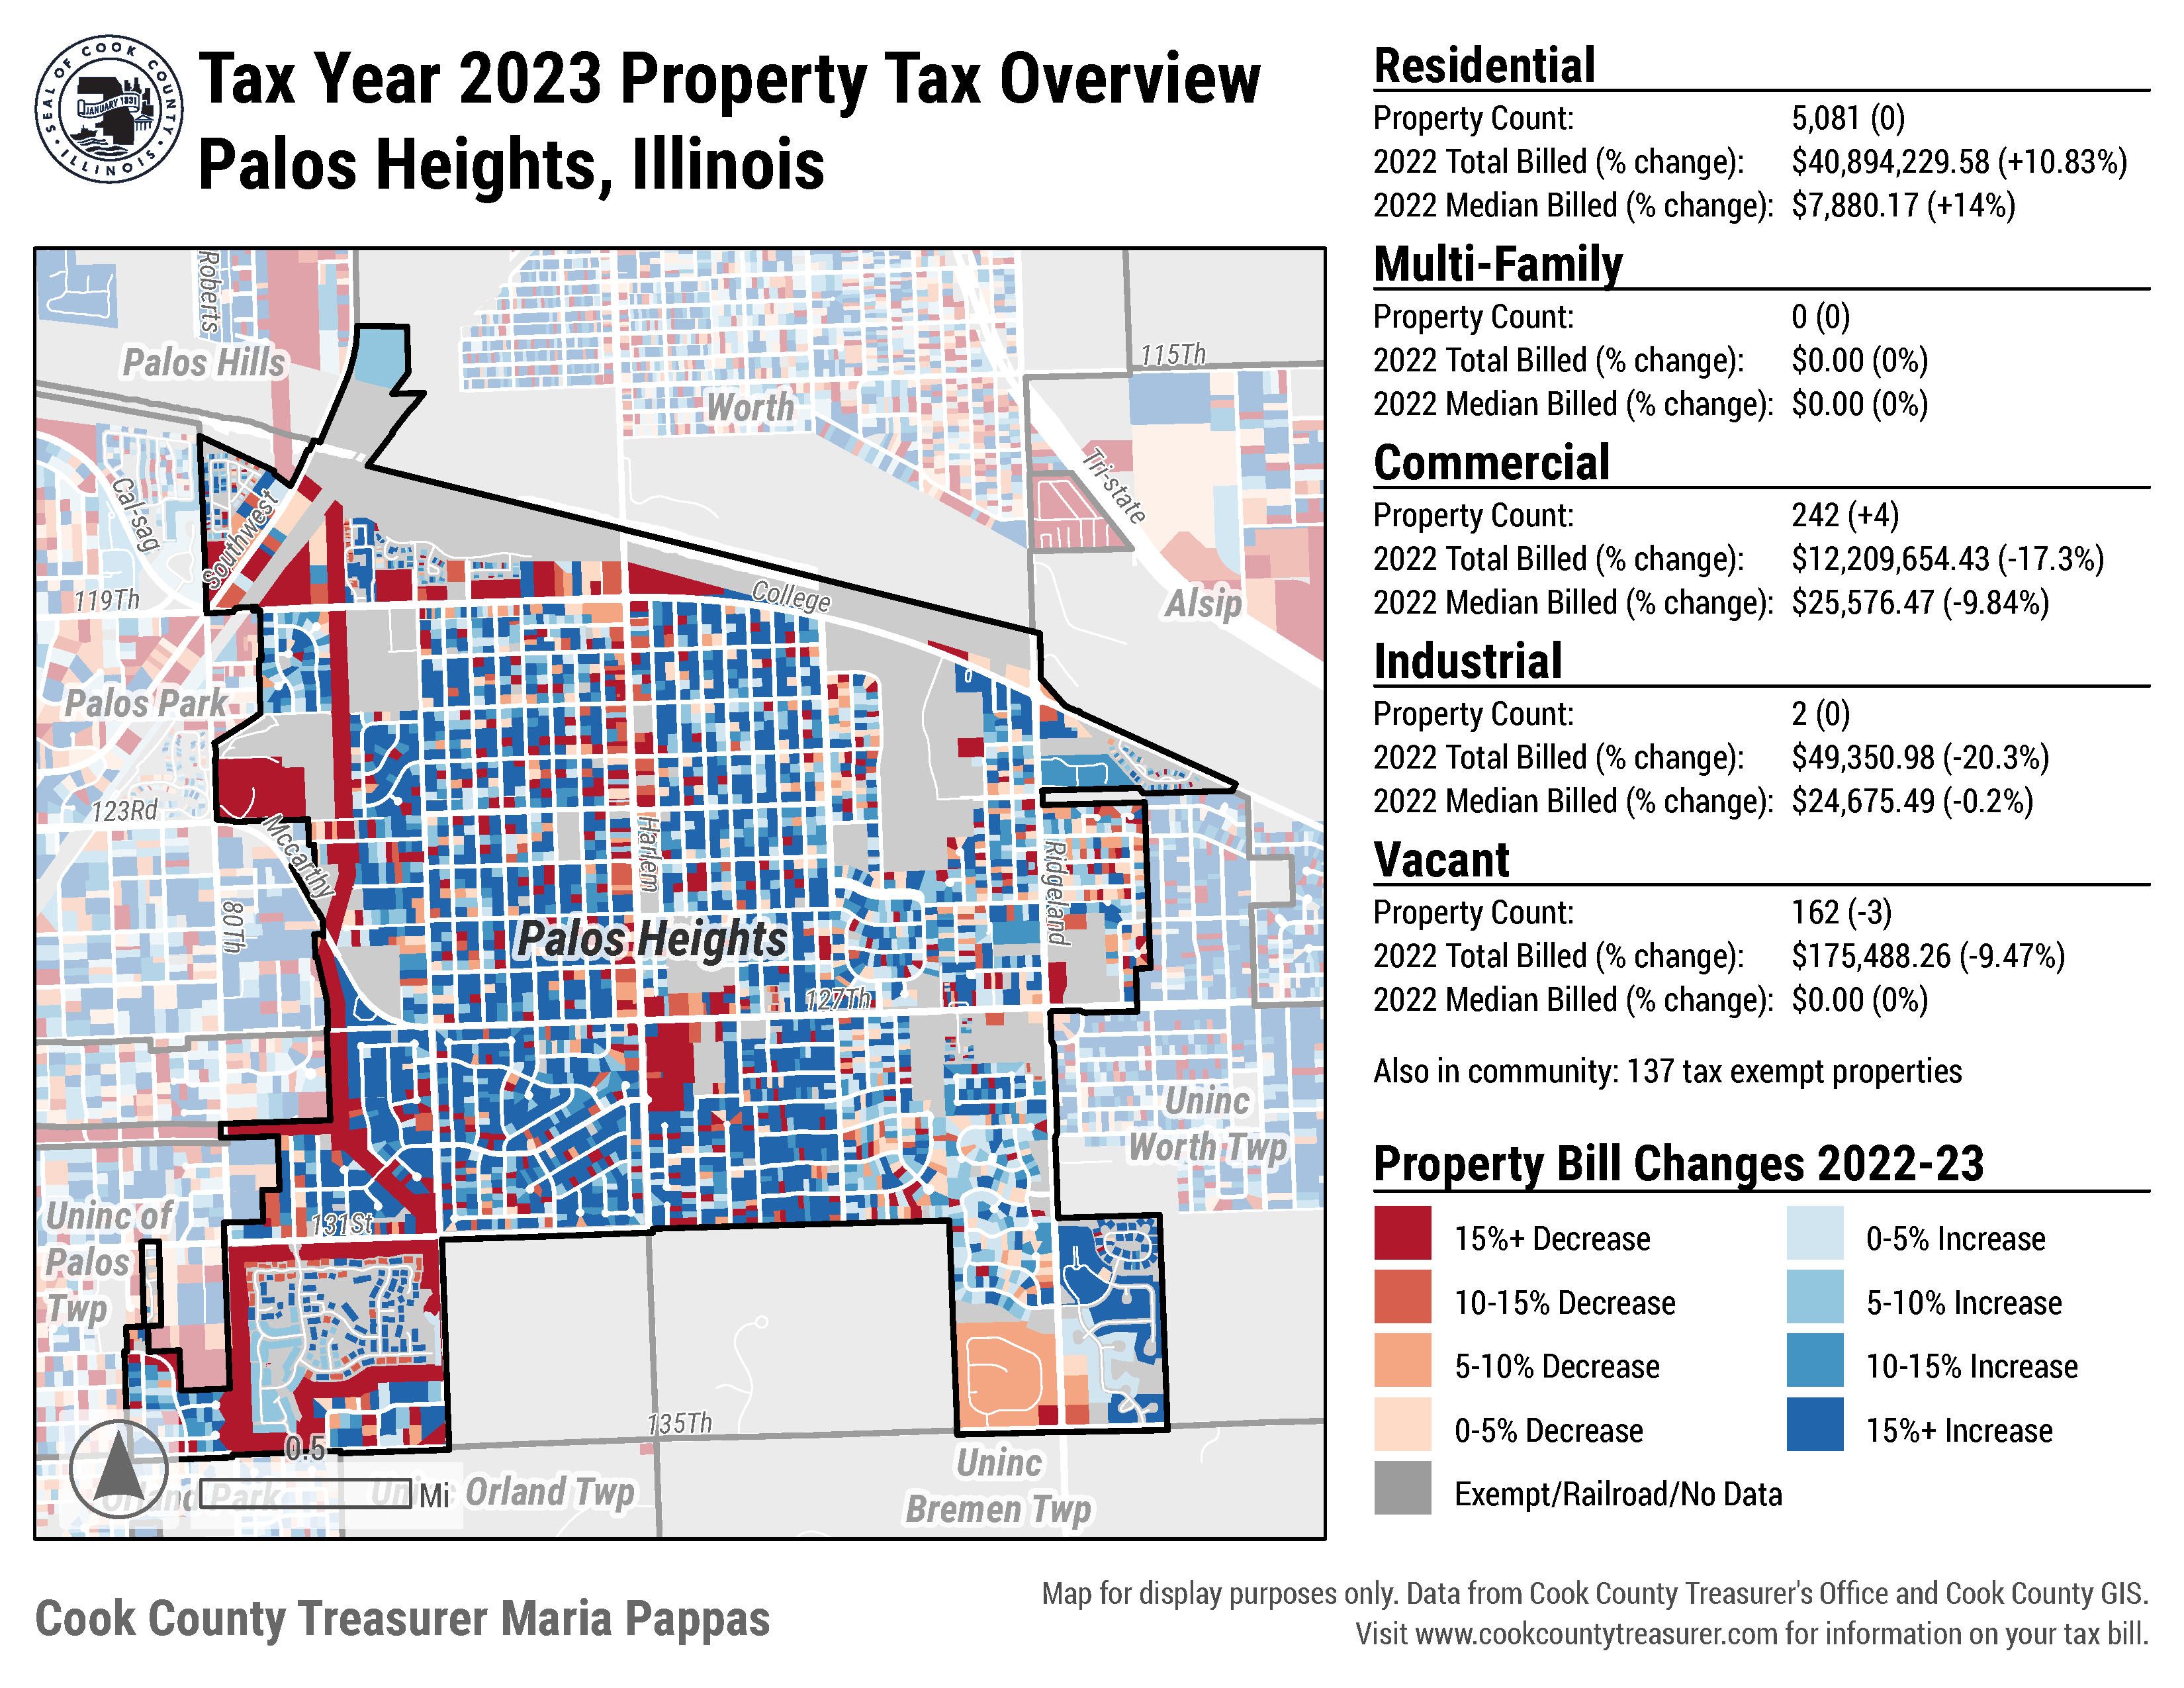 SEAL OF COOK COUNTY
ILLINOIS
JANUARY 1831
Tax Year 2023 Property Tax Overview
Palos Heights, Illinois
Residential
Property Count: 5,081 (0)
2022 Total Billed (% change): $40,894,229.58 (+10.83%)
2022 Median Billed (% change): $7,880.17 (+14%)
Multi-Family
Property Count: 0 (0)
2022 Total Billed (% change): $0.00 (0%)
2022 Median Billed (% change): $0.00 (0%)
Commercial
Property Count: 242 (+4)
2022 Total Billed (% change): $12,209,654.43 (-17.3%)
2022 Median Billed (% change): $25,576.47 (-9.84%)
Industrial
Property Count: 2 (0)
2022 Total Billed (% change): $49,350.98 (-20.3%)
2022 Median Billed (% change): $24,675.49 (-0.2%)
Vacant
Property Count: 162 (-3)
2022 Total Billed (% change): $175,488.26 (-9.47%)
2022 Median Billed (% change): $0.00 (0%)
Also in community: 137 tax exempt properties
Property Bill Changes 2022-23
15%+ Decrease
10-15% Decrease
5-10% Decrease
0-5% Decrease
Exempt/Railroad/No Data
0-5% Increase
5-10% Increase
10-15% Increase
15%+ Increase
Roberts
Palos Hills
115Th
Worth
Tri-state
Cal-sag
Southwest
119Th
College
Alsip
Palos Park
123Rd
Mccarthy
Harlem
Ridgeland
80Th
Palos Heights
127Th
Uninc
Worth Twp
Uninc of
Palos
Twp
131St
135Th
0.5
Mi
Orland Park
Uninc Orland Twp
Uninc
Bremen Twp
Cook County Treasurer Maria Pappas
Map for display purposes only. Data from Cook County Treasurer's Office and Cook County GIS.
Visit www.cookcountytreasurer.com for information on your tax bill.